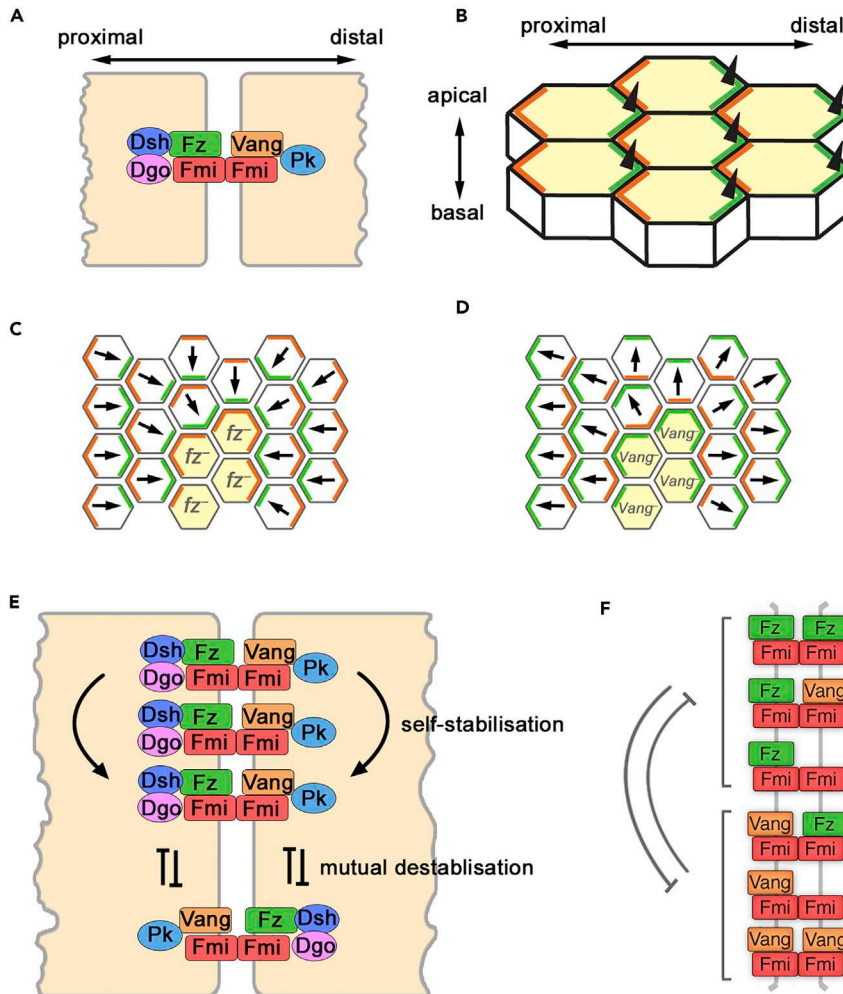 A
proximal
distal
Dsh
Fz
Vang
Dgo
Fmi
Fmi
Pk
B
proximal
distal
apical
basal
C
fz⁻
fz⁻
fz⁻
fz⁻
D
Vang⁻
Vang⁻
Vang⁻
Vang⁻
E
Dsh
Fz
Vang
Dgo
Fmi
Fmi
Pk
Dsh
Fz
Vang
Dgo
Fmi
Fmi
Pk
Dsh
Fz
Vang
Dgo
Fmi
Fmi
Pk
self-stabilisation
mutual destablisation
Pk
Vang
Fz
Dsh
Fmi
Fmi
Dgo
F
Fz Fz
Fmi Fmi
Fz Vang
Fmi Fmi
Fz
Fmi Fmi
Vang Fz
Fmi Fmi
Vang
Fmi Fmi
Vang Vang
Fmi Fmi